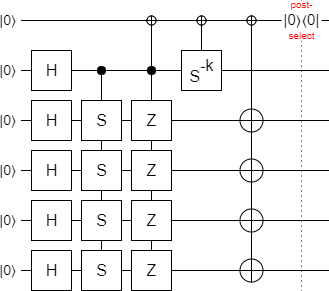 post-
|0⟩ |0⟩⟨0|
select
|0⟩ H S^-k
|0⟩ H S Z
|0⟩ H S Z
|0⟩ H S Z
|0⟩ H S Z